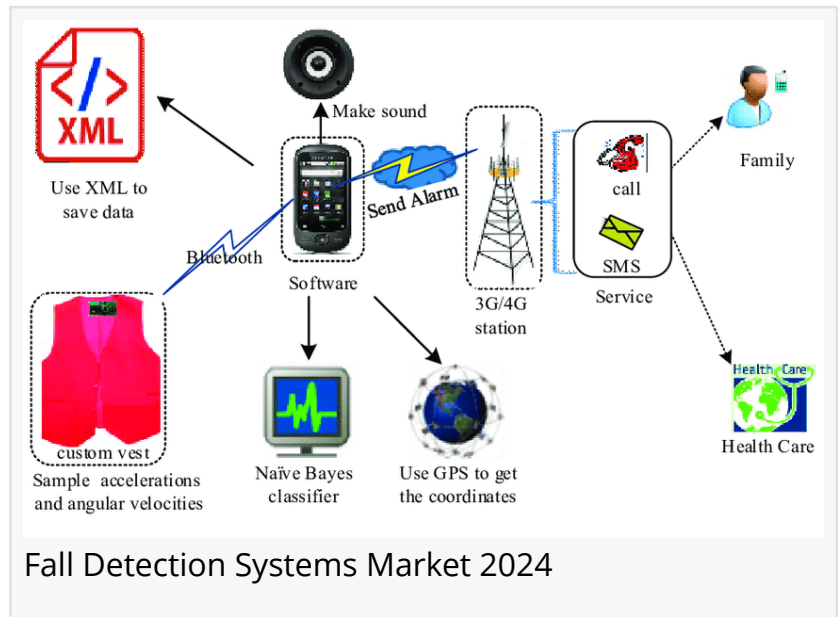 </>
XML
Use XML to
save data
Make sound
Send Alarm
Bluetooth
Software
3G/4G
station
call
SMS
Service
Family
Health Care
Health Care
custom vest
Sample accelerations
and angular velocities
Naïve Bayes
classifier
Use GPS to get
the coordinates
Fall Detection Systems Market 2024